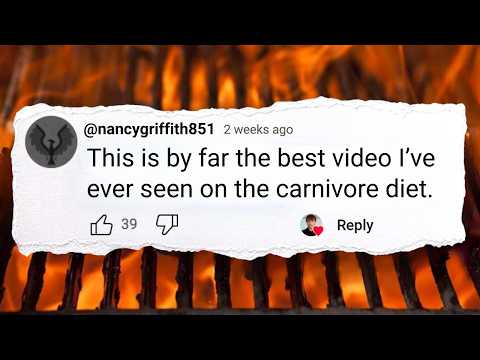 @nancygriffith851 2 weeks ago
This is by far the best video I’ve
ever seen on the carnivore diet.
39 Reply